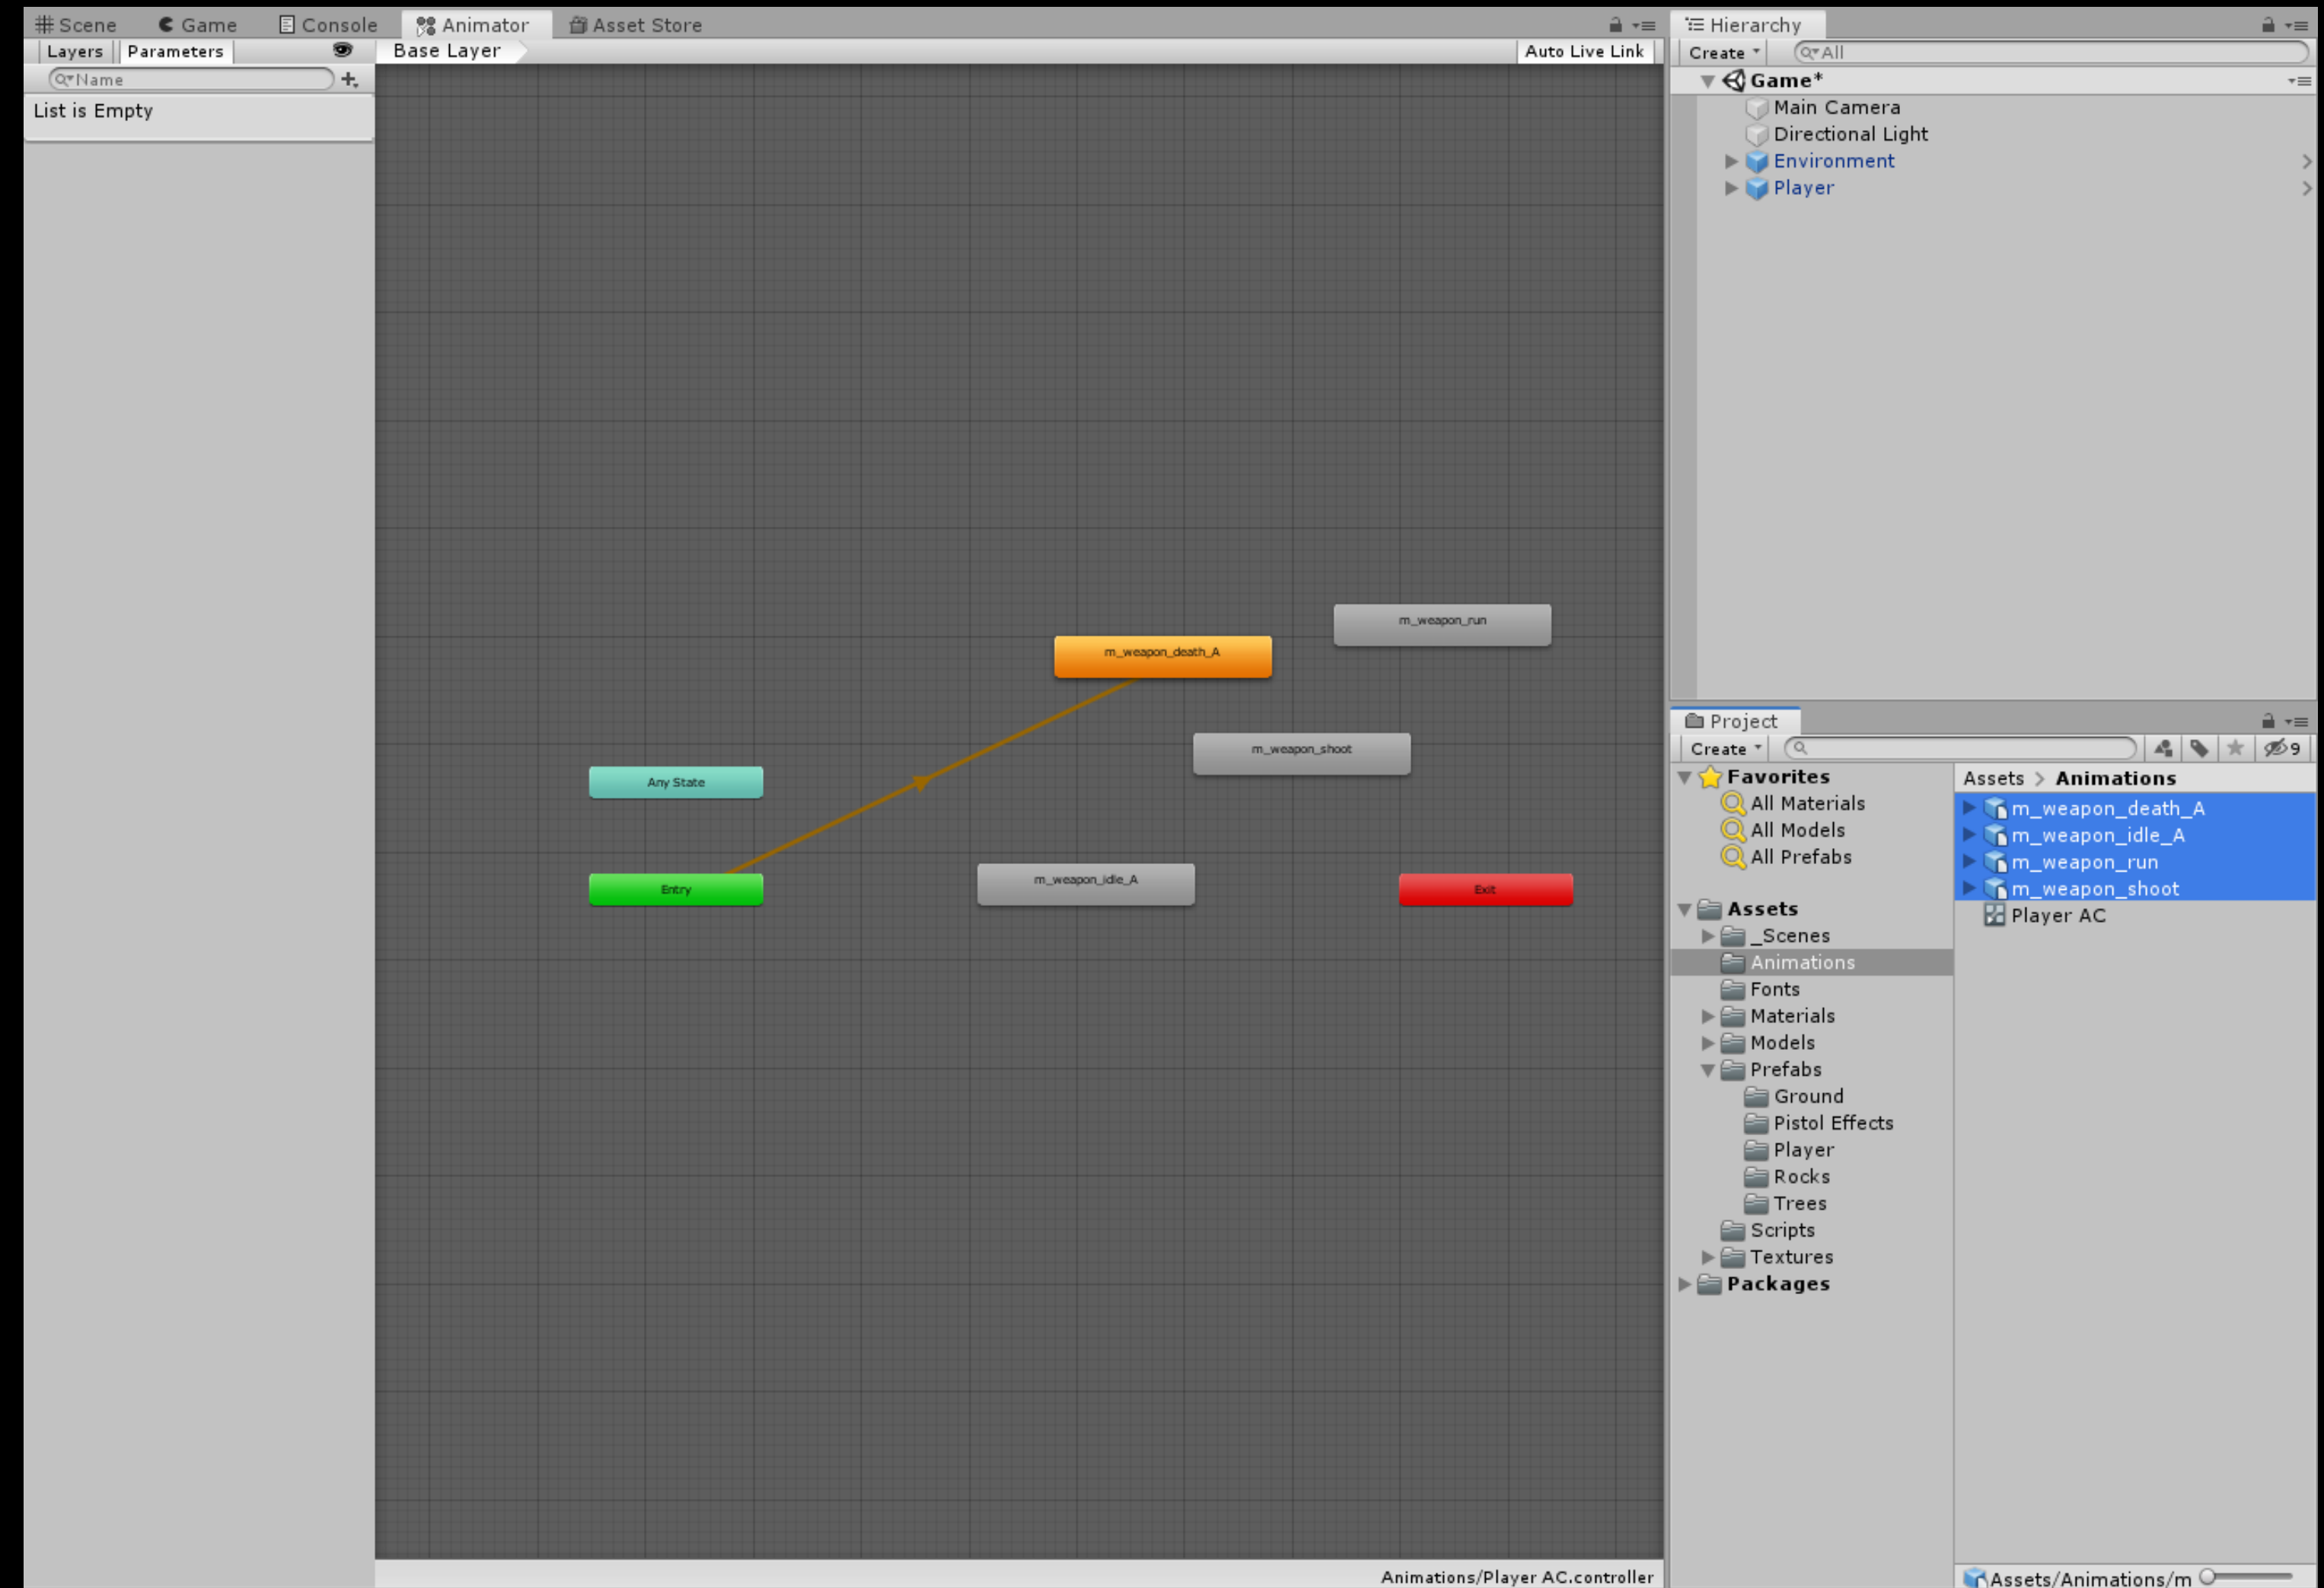 Scene Game Console Animator Asset Store
Layers Parameters Base Layer Auto Live Link
Name
List is Empty
m_weapon_run
m_weapon_death_A
m_weapon_shoot
Any State
Entry
m_weapon_idle_A
Exit
Animations/Player AC.controller
Hierarchy
Create All
Game*
Main Camera
Directional Light
Environment
Player
Project
Create 9
Favorites
All Materials
All Models
All Prefabs
Assets
_Scenes
Animations
Fonts
Materials
Models
Prefabs
Ground
Pistol Effects
Player
Rocks
Trees
Scripts
Textures
Packages
Assets > Animations
m_weapon_death_A
m_weapon_idle_A
m_weapon_run
m_weapon_shoot
Player AC
Assets/Animations/m